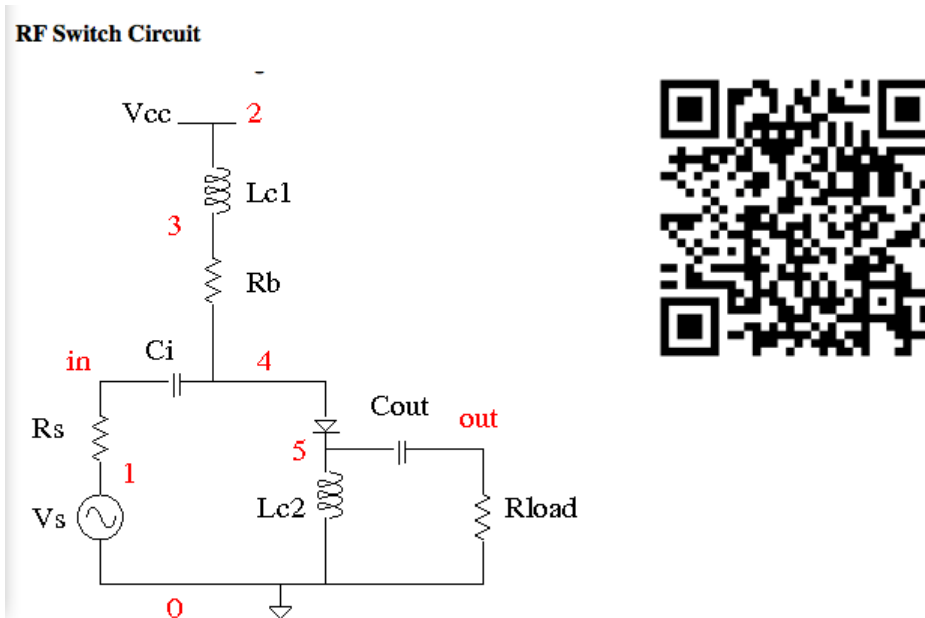 RF Switch Circuit
Vcc 2
Lc1
3
Rb
in Ci 4
Cout out
Rs 5
1
Vs Lc2 Rload
0